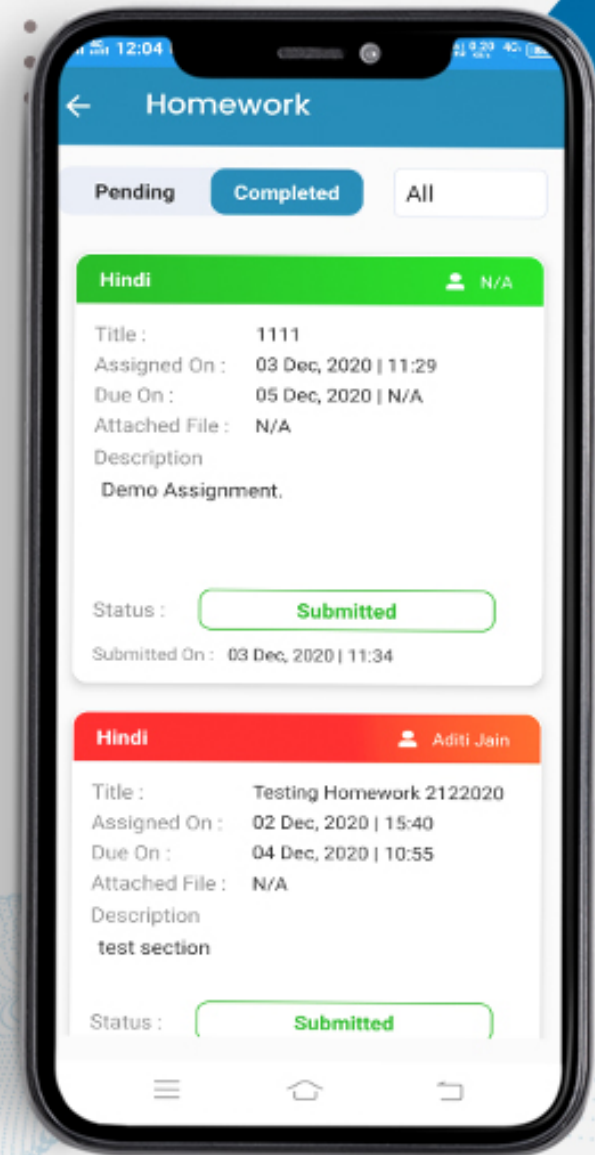 12:04
Homework
Pending Completed All
Hindi N/A
Title : 1111
Assigned On : 03 Dec, 2020 | 11:29
Due On : 05 Dec, 2020 | N/A
Attached File : N/A
Description
Demo Assignment.
Status : Submitted
Submitted On : 03 Dec, 2020 | 11:34
Hindi Aditi Jain
Title : Testing Homework 2122020
Assigned On : 02 Dec, 2020 | 15:40
Due On : 04 Dec, 2020 | 10:55
Attached File : N/A
Description
test section
Status : Submitted